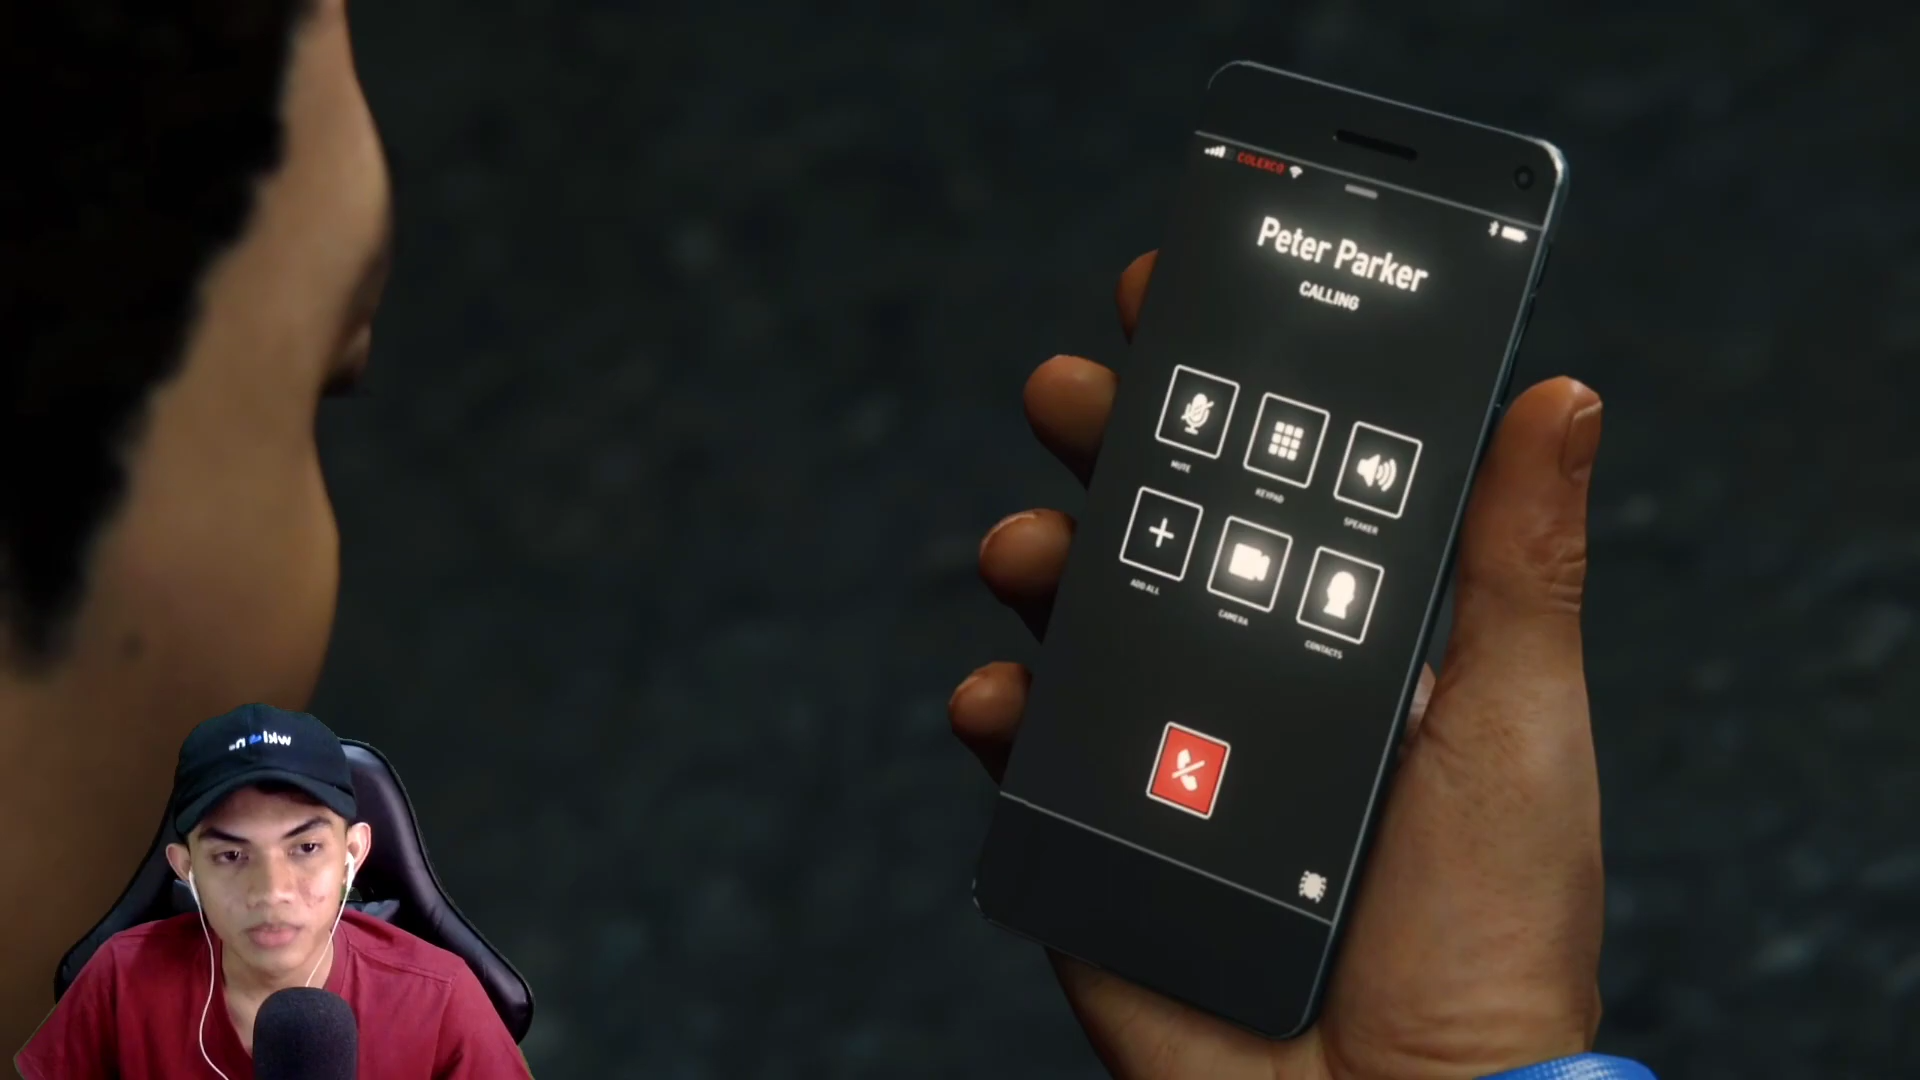 COLEXCO
Peter Parker
CALLING
MUTE
KEYPAD
SPEAKER
ADD ALL
CAMERA
CONTACTS